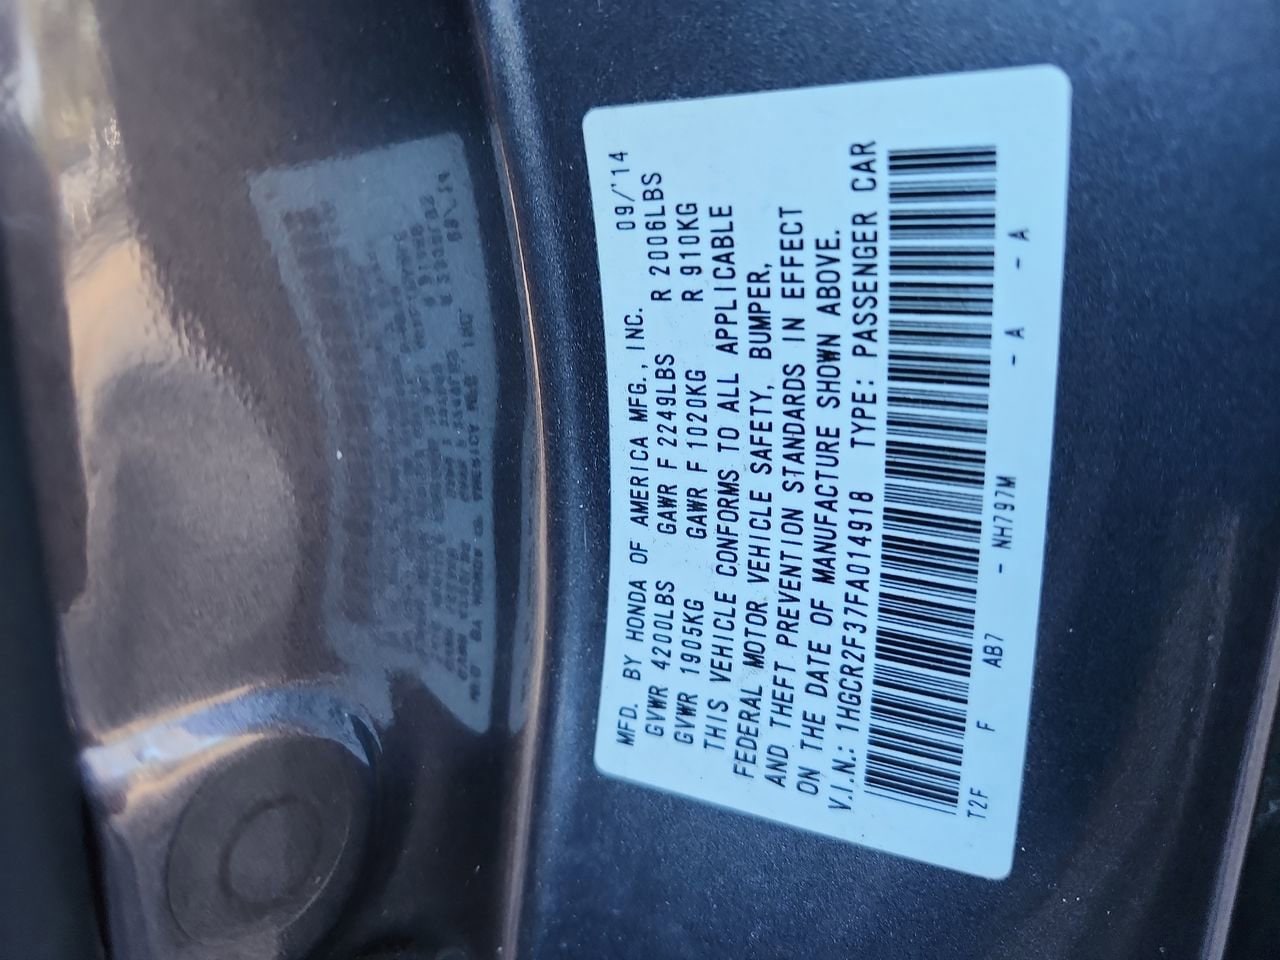 MFD. BY HONDA OF AMERICA MFG., INC. 09/'14
GVWR 4200LBS GAWR F 2249LBS R 2006LBS
GVWR 1905KG GAWR F 1020KG R 910KG
THIS VEHICLE CONFORMS TO ALL APPLICABLE
FEDERAL MOTOR VEHICLE SAFETY, BUMPER,
AND THEFT PREVENTION STANDARDS IN EFFECT
ON THE DATE OF MANUFACTURE SHOWN ABOVE.
V.I.N.: 1HGCR2F37FA014918 TYPE: PASSENGER CAR
T2F F AB7 - NH797M - A - A